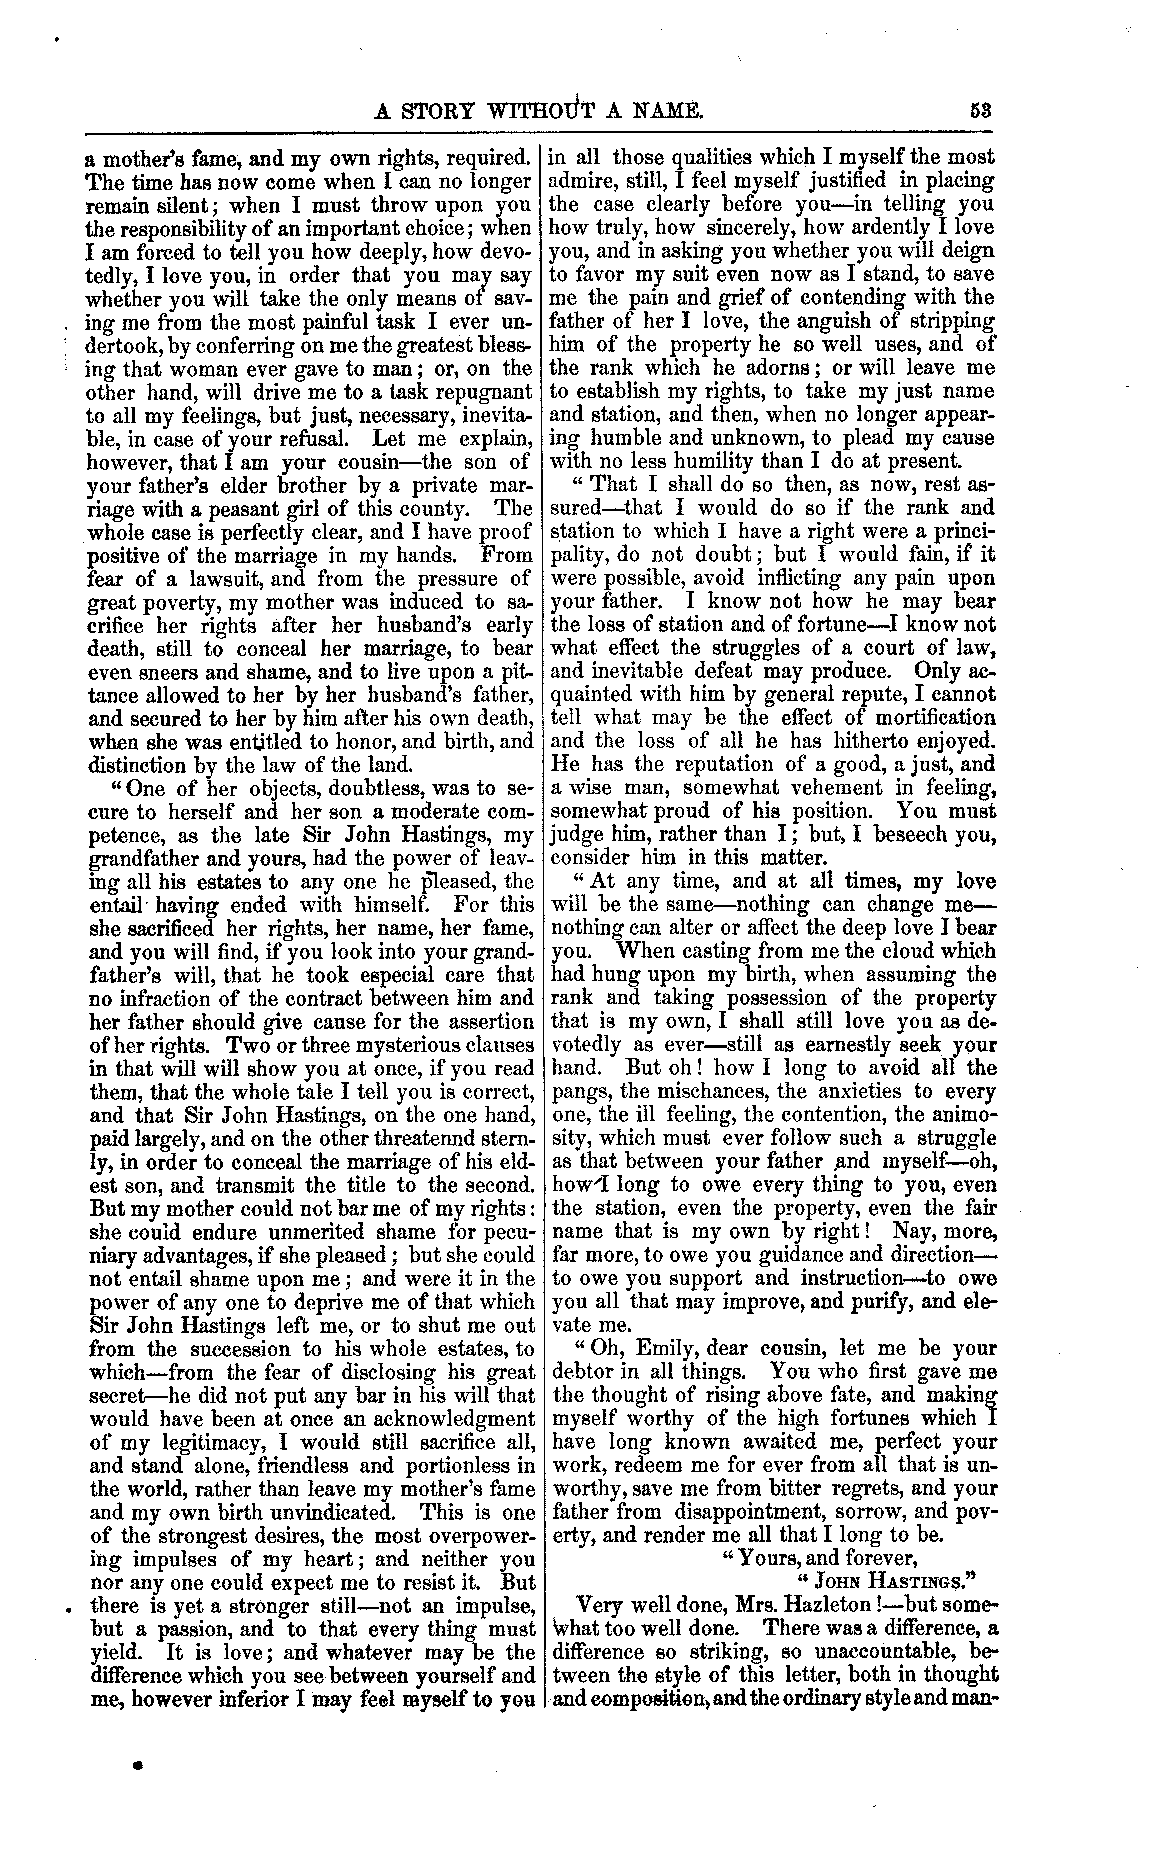 A STORY WITHOUT A NAME. 53
a mother's fame, and my own rights, required.
The time has now come when I can no longer
remain silent; when I must throw upon you
the responsibility of an important choice; when
I am forced to tell you how deeply, how devo-
tedly, I love you, in order that you may say
whether you will take the only means of sav-
ing me from the most painful task I ever un-
dertook, by conferring on me the greatest bless-
ing that woman ever gave to man; or, on the
other hand, will drive me to a task repugnant
to all my feelings, but just, necessary, inevita-
ble, in case of your refusal. Let me explain,
however, that I am your cousin—the son of
your father's elder brother by a private mar-
riage with a peasant girl of this county. The
whole case is perfectly clear, and I have proof
positive of the marriage in my hands. From
fear of a lawsuit, and from the pressure of
great poverty, my mother was induced to sa-
crifice her rights after her husband's early
death, still to conceal her marriage, to bear
even sneers and shame, and to live upon a pit-
tance allowed to her by her husband's father,
and secured to her by him after his own death,
when she was entitled to honor, and birth, and
distinction by the law of the land.
"One of her objects, doubtless, was to se-
cure to herself and her son a moderate com-
petence, as the late Sir John Hastings, my
grandfather and yours, had the power of leav-
ing all his estates to any one he pleased, the
entail having ended with himself. For this
she sacrificed her rights, her name, her fame,
and you will find, if you look into your grand-
father's will, that he took especial care that
no infraction of the contract between him and
her father should give cause for the assertion
of her rights. Two or three mysterious clauses
in that will will show you at once, if you read
them, that the whole tale I tell you is correct,
and that Sir John Hastings, on the one hand,
paid largely, and on the other threatennd stern-
ly, in order to conceal the marriage of his eld-
est son, and transmit the title to the second.
But my mother could not bar me of my rights:
she could endure unmerited shame for pecu-
niary advantages, if she pleased; but she could
not entail shame upon me; and were it in the
power of any one to deprive me of that which
Sir John Hastings left me, or to shut me out
from the succession to his whole estates, to
which—from the fear of disclosing his great
secret—he did not put any bar in his will that
would have been at once an acknowledgment
of my legitimacy, I would still sacrifice all,
and stand alone, friendless and portionless in
the world, rather than leave my mother's fame
and my own birth unvindicated. This is one
of the strongest desires, the most overpower-
ing impulses of my heart; and neither you
nor any one could expect me to resist it. But
there is yet a stronger still—not an impulse,
but a passion, and to that every thing must
yield. It is love; and whatever may be the
difference which you see between yourself and
me, however inferior I may feel myself to you
in all those qualities which I myself the most
admire, still, I feel myself justified in placing
the case clearly before you—in telling you
how truly, how sincerely, how ardently I love
you, and in asking you whether you will deign
to favor my suit even now as I stand, to save
me the pain and grief of contending with the
father of her I love, the anguish of stripping
him of the property he so well uses, and of
the rank which he adorns; or will leave me
to establish my rights, to take my just name
and station, and then, when no longer appear-
ing humble and unknown, to plead my cause
with no less humility than I do at present.
"That I shall do so then, as now, rest as-
sured—that I would do so if the rank and
station to which I have a right were a princi-
pality, do not doubt; but I would fain, if it
were possible, avoid inflicting any pain upon
your father. I know not how he may bear
the loss of station and of fortune—I know not
what effect the struggles of a court of law,
and inevitable defeat may produce. Only ac-
quainted with him by general repute, I cannot
tell what may be the effect of mortification
and the loss of all he has hitherto enjoyed.
He has the reputation of a good, a just, and
a wise man, somewhat vehement in feeling,
somewhat proud of his position. You must
judge him, rather than I; but, I beseech you,
consider him in this matter.
"At any time, and at all times, my love
will be the same—nothing can change me—
nothing can alter or affect the deep love I bear
you. When casting from me the cloud which
had hung upon my birth, when assuming the
rank and taking possession of the property
that is my own, I shall still love you as de-
votedly as ever—still as earnestly seek your
hand. But oh! how I long to avoid all the
pangs, the mischances, the anxieties to every
one, the ill feeling, the contention, the animo-
sity, which must ever follow such a struggle
as that between your father and myself—oh,
how I long to owe every thing to you, even
the station, even the property, even the fair
name that is my own by right! Nay, more,
far more, to owe you guidance and direction—
to owe you support and instruction—to owe
you all that may improve, and purify, and ele-
vate me.
"Oh, Emily, dear cousin, let me be your
debtor in all things. You who first gave me
the thought of rising above fate, and making
myself worthy of the high fortunes which I
have long known awaited me, perfect your
work, redeem me for ever from all that is un-
worthy, save me from bitter regrets, and your
father from disappointment, sorrow, and pov-
erty, and render me all that I long to be.
"Yours, and forever,
"JOHN HASTINGS."
Very well done, Mrs. Hazleton!—but some-
what too well done. There was a difference, a
difference so striking, so unaccountable, be-
tween the style of this letter, both in thought
and composition, and the ordinary style and man-